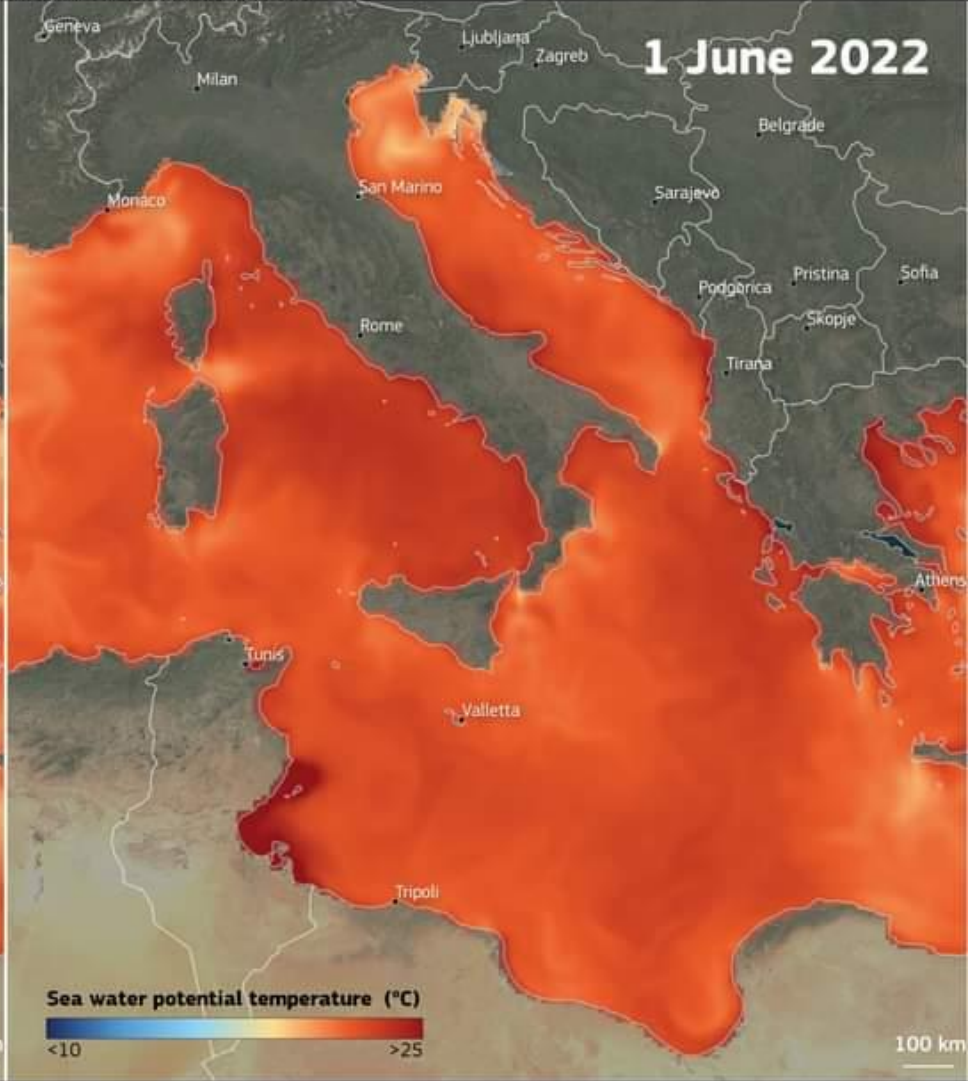 Geneva
Ljubljana
Zagreb
1 June 2022
Milan
Belgrade
San Marino
Sarajevo
Monaco
Pristina
Sofia
Podgorica
Skopje
Rome
Tirana
Athens
Tunis
Valletta
Tripoli
Sea water potential temperature (°C)
<10
>25
100 km